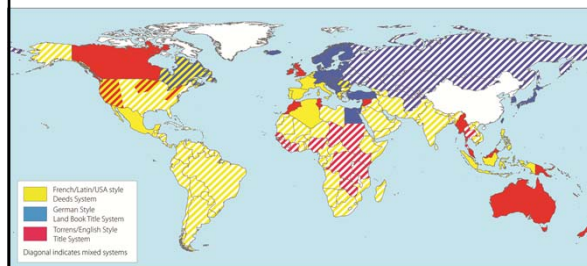 French/Latin/USA style
Deeds System
German Style
Land Book Title System
Torrens/English Style
Title System
Diagonal indicates mixed systems